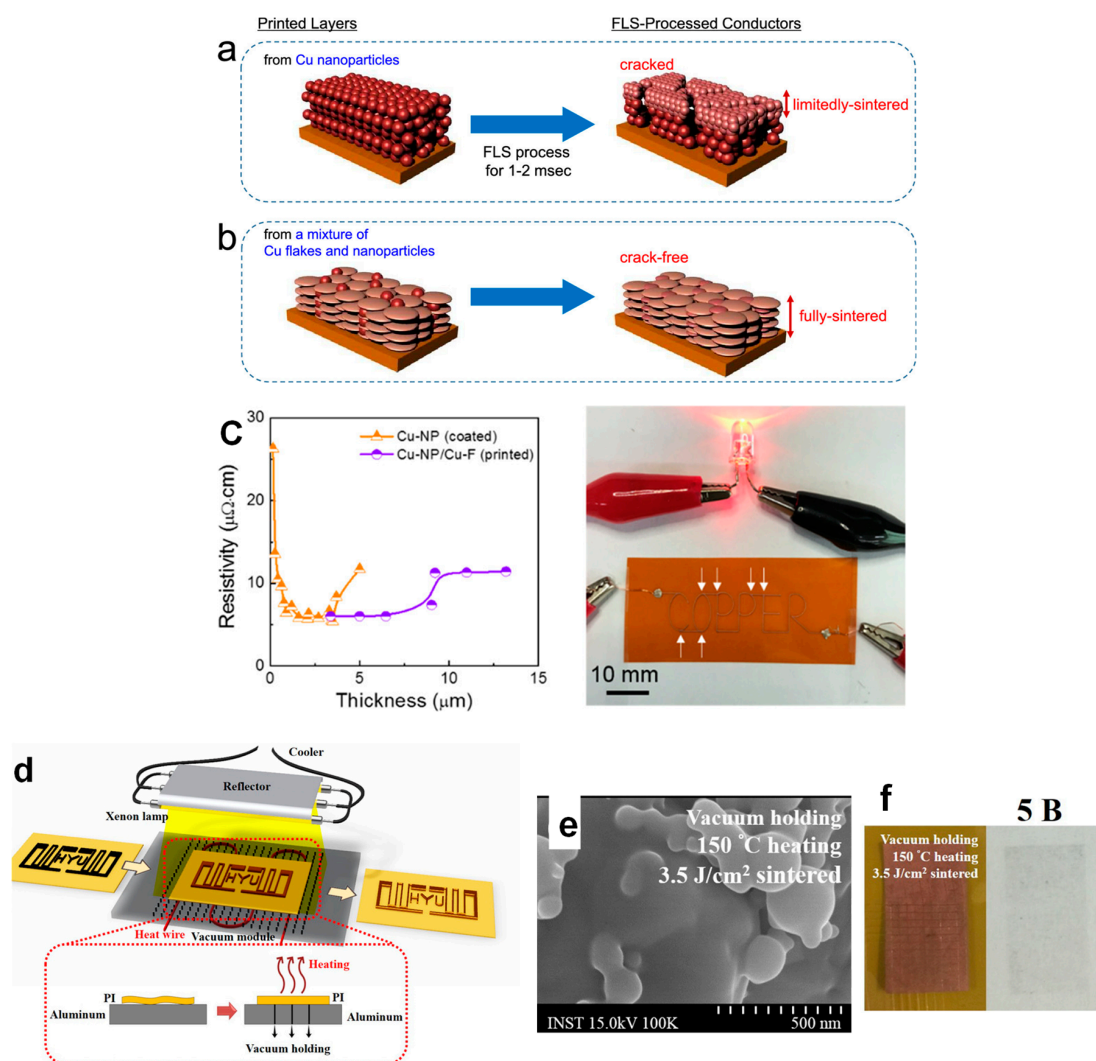 Printed Layers
FLS-Processed Conductors
a
from Cu nanoparticles
cracked
limitedly-sintered
FLS process
for 1-2 msec
b
from a mixture of
Cu flakes and nanoparticles
crack-free
fully-sintered
c
30
20
10
0
Resistivity (μΩ·cm)
Cu-NP (coated)
Cu-NP/Cu-F (printed)
0
5
10
15
Thickness (μm)
COPPER
10 mm
d
Cooler
Reflector
Xenon lamp
HYU
HYU
HYU
Heat wire
Vacuum module
Heating
PI
PI
Aluminum
Aluminum
Vacuum holding
e
Vacuum holding
150 °C heating
3.5 J/cm² sintered
INST 15.0kV 100K
500 nm
f
5 B
Vacuum holding
150 °C heating
3.5 J/cm² sintered